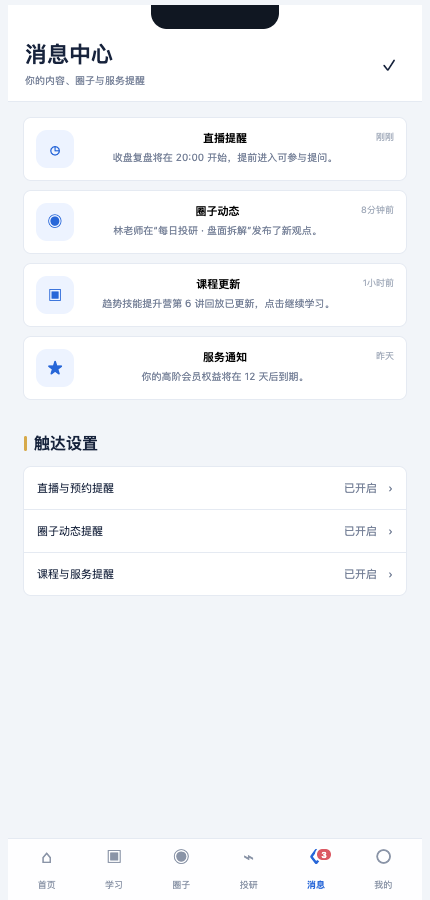 消息中心
你的内容、圈子与服务提醒
直播提醒
刚刚
收盘复盘将在 20:00 开始，提前进入可参与提问。
圈子动态
8分钟前
林老师在“每日投研 · 盘面拆解”发布了新观点。
课程更新
1小时前
趋势技能提升营第 6 讲回放已更新，点击继续学习。
服务通知
昨天
你的高阶会员权益将在 12 天后到期。
触达设置
直播与预约提醒 已开启 ›
圈子动态提醒 已开启 ›
课程与服务提醒 已开启 ›
3
首页 学习 圈子 投研 消息 我的